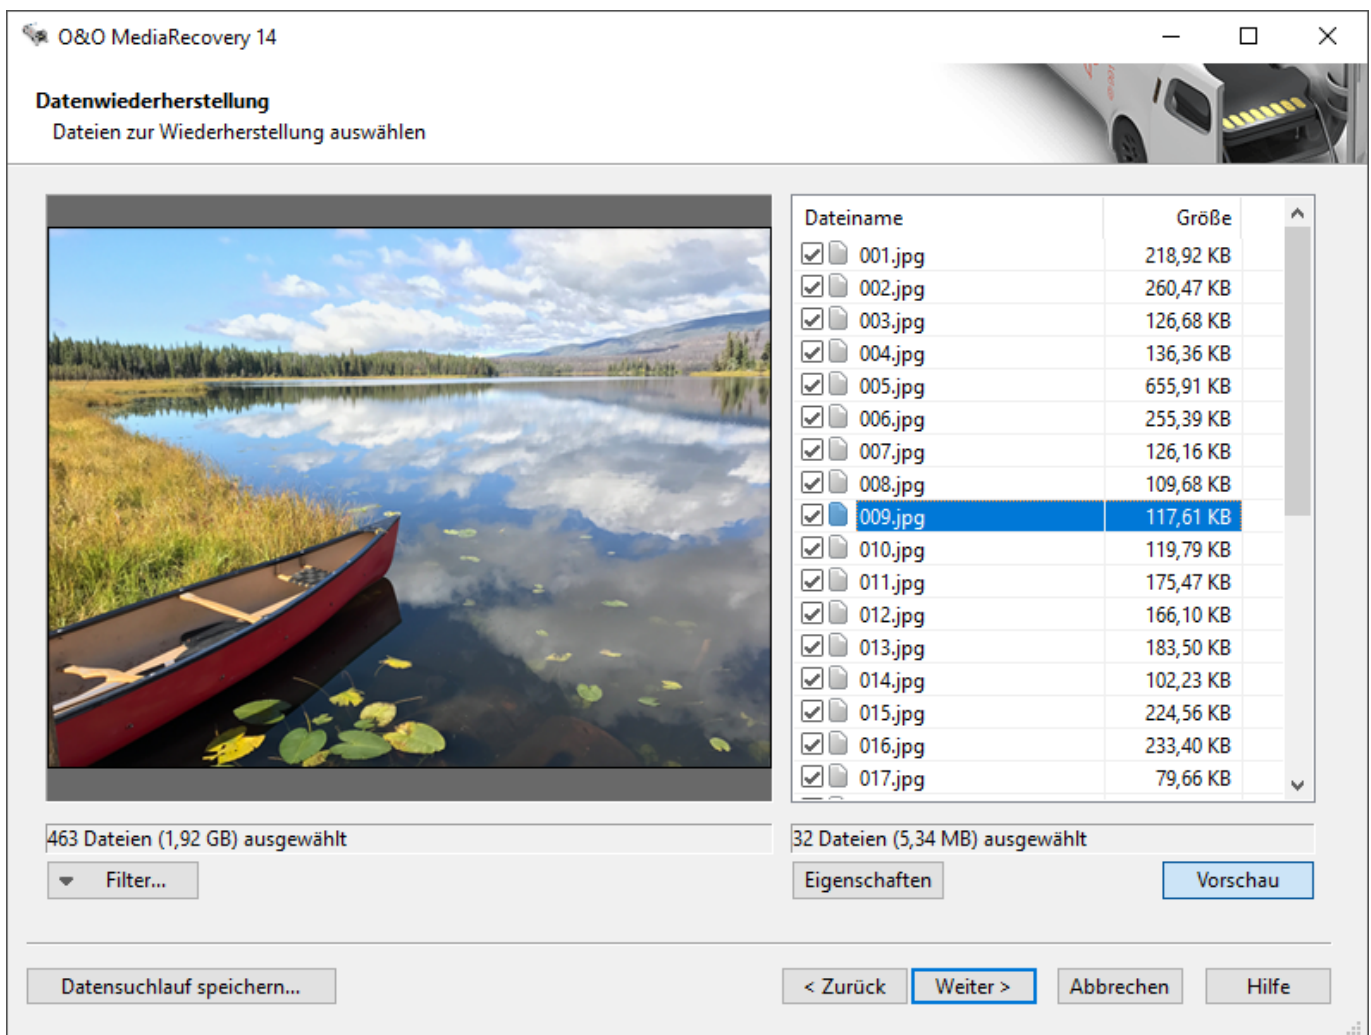 O&O MediaRecovery 14
Datenwiederherstellung
Dateien zur Wiederherstellung auswählen
Dateiname Größe
001.jpg 218,92 KB
002.jpg 260,47 KB
003.jpg 126,68 KB
004.jpg 136,36 KB
005.jpg 655,91 KB
006.jpg 255,39 KB
007.jpg 126,16 KB
008.jpg 109,68 KB
009.jpg 117,61 KB
010.jpg 119,79 KB
011.jpg 175,47 KB
012.jpg 166,10 KB
013.jpg 183,50 KB
014.jpg 102,23 KB
015.jpg 224,56 KB
016.jpg 233,40 KB
017.jpg 79,66 KB
463 Dateien (1,92 GB) ausgewählt
32 Dateien (5,34 MB) ausgewählt
Filter...
Eigenschaften
Vorschau
Datensuchlauf speichern...
< Zurück
Weiter >
Abbrechen
Hilfe